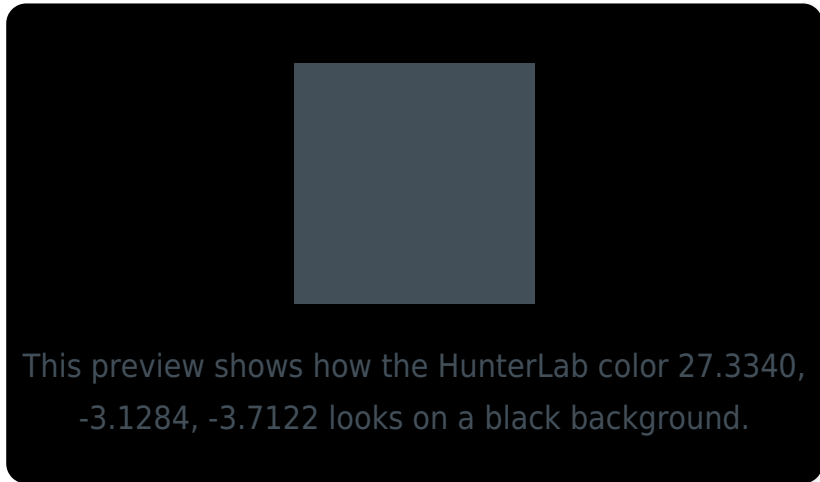 This preview shows how the HunterLab color 27.3340,
-3.1284, -3.7122 looks on a black background.